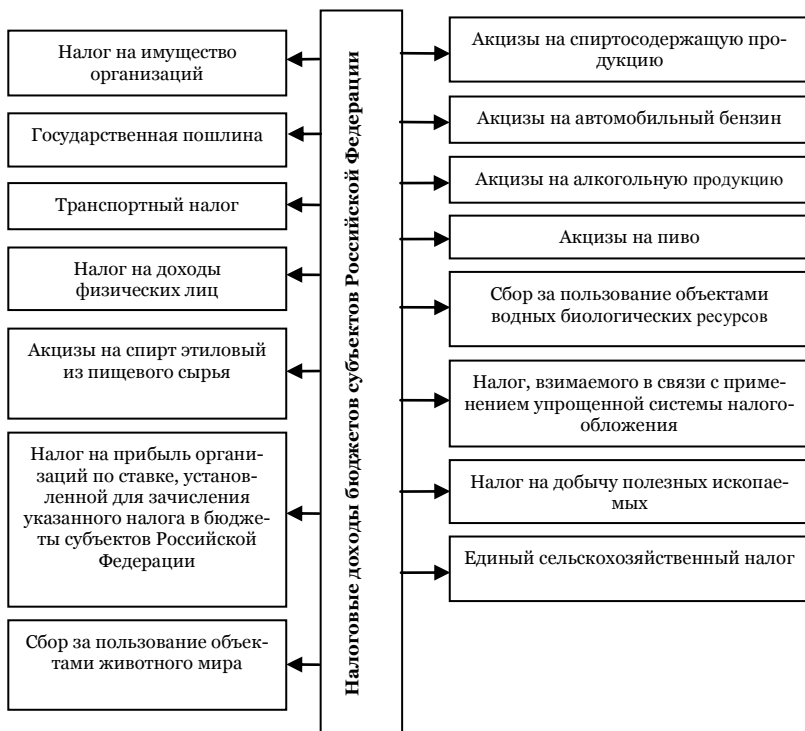 Налог на имущество
организаций
Государственная пошлина
Транспортный налог
Налог на доходы
физических лиц
Акцизы на спирт этиловый
из пищевого сырья
Налог на прибыль органи-
заций по ставке, установ-
ленной для зачисления
указанного налога в бюдже-
ты субъектов Российской
Федерации
Сбор за пользование объек-
тами животного мира
Налоговые доходы бюджетов субъектов Российской Федерации
Акцизы на спиртосодержащую про-
дукцию
Акцизы на автомобильный бензин
Акцизы на алкогольную продукцию
Акцизы на пиво
Сбор за пользование объектами
водных биологических ресурсов
Налог, взимаемого в связи с приме-
нением упрощенной системы налого-
обложения
Налог на добычу полезных ископае-
мых
Единый сельскохозяйственный налог